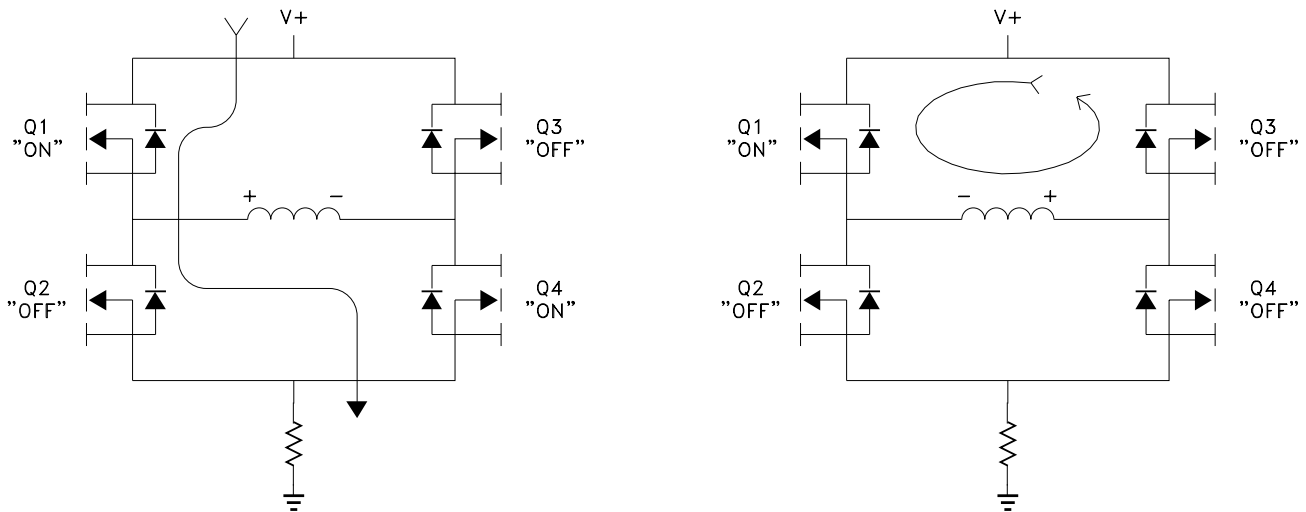 V+
Q1
"ON"
Q3
"OFF"
+ -
Q2
"OFF"
Q4
"ON"
V+
Q1
"ON"
Q3
"OFF"
- +
Q2
"OFF"
Q4
"OFF"